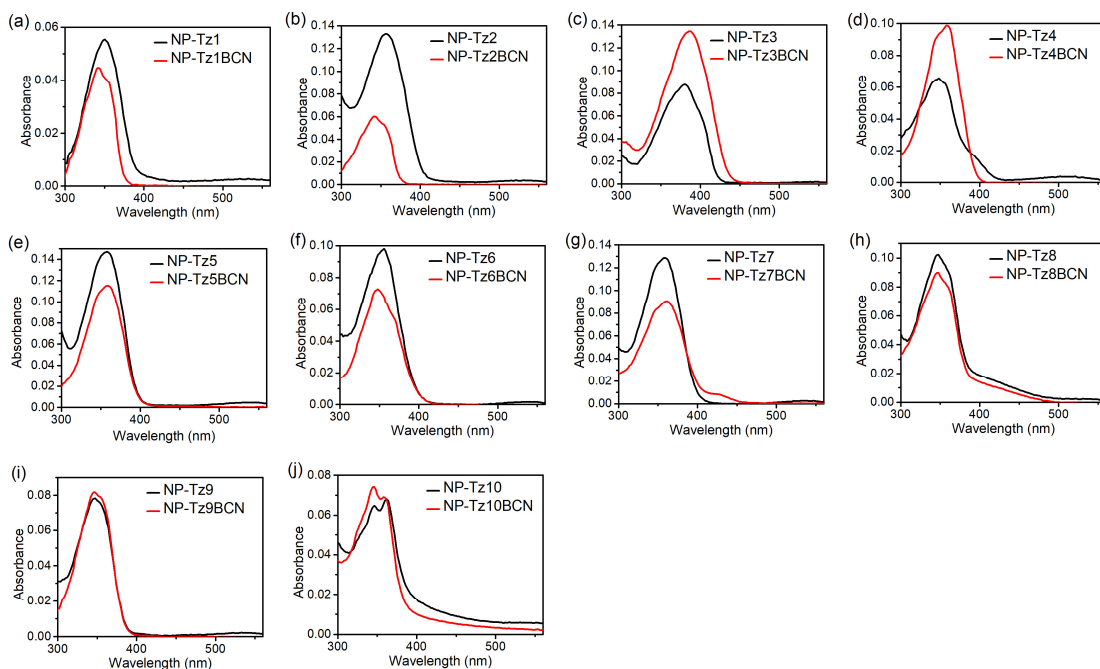 (a)
NP-Tz1
NP-Tz1BCN
0.06
0.04
0.02
0.00
Absorbance
300 400 500
Wavelength (nm)
(b)
NP-Tz2
NP-Tz2BCN
0.14
0.12
0.10
0.08
0.06
0.04
0.02
0.00
Absorbance
300 400 500
Wavelength (nm)
(c)
NP-Tz3
NP-Tz3BCN
0.14
0.12
0.10
0.08
0.06
0.04
0.02
0.00
Absorbance
300 400 500
Wavelength (nm)
(d)
NP-Tz4
NP-Tz4BCN
0.10
0.08
0.06
0.04
0.02
0.00
Absorbance
300 400 500
Wavelength (nm)
(e)
NP-Tz5
NP-Tz5BCN
0.14
0.12
0.10
0.08
0.06
0.04
0.02
0.00
Absorbance
300 400 500
Wavelength (nm)
(f)
NP-Tz6
NP-Tz6BCN
0.10
0.08
0.06
0.04
0.02
0.00
Absorbance
300 400 500
Wavelength (nm)
(g)
NP-Tz7
NP-Tz7BCN
0.14
0.12
0.10
0.08
0.06
0.04
0.02
0.00
Absorbance
300 400 500
Wavelength (nm)
(h)
NP-Tz8
NP-Tz8BCN
0.10
0.08
0.06
0.04
0.02
0.00
Absorbance
300 400 500
Wavelength (nm)
(i)
NP-Tz9
NP-Tz9BCN
0.08
0.06
0.04
0.02
0.00
Absorbance
300 400 500
Wavelength (nm)
(j)
NP-Tz10
NP-Tz10BCN
0.08
0.06
0.04
0.02
0.00
Absorbance
300 400 500
Wavelength (nm)